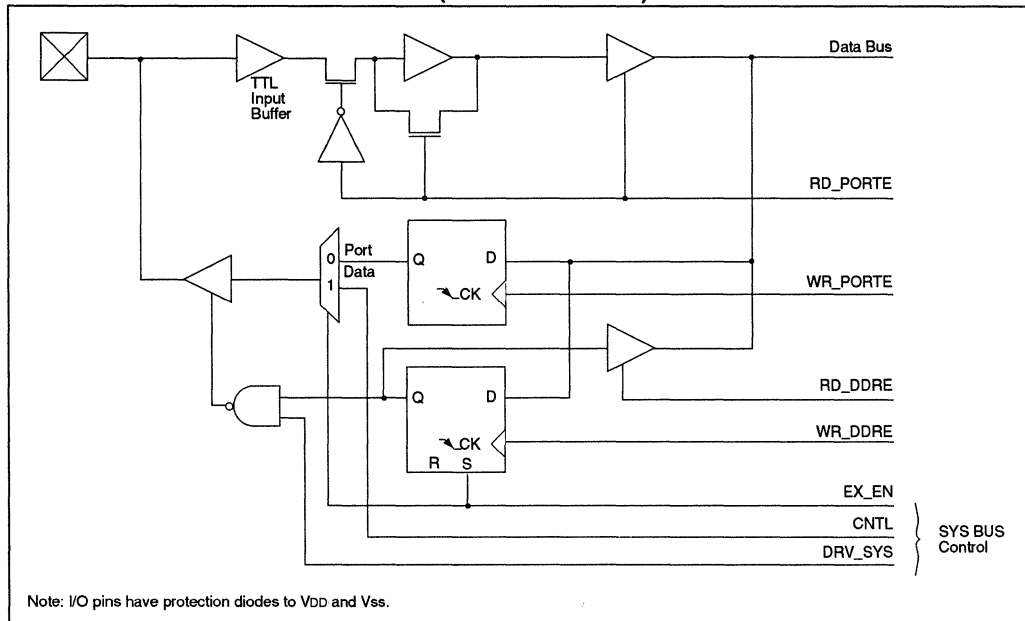 Data Bus
TTL
Input
Buffer
RD_PORTE
0
Port
Data
1
Q
D
CK
WR_PORTE
RD_DDRE
Q
D
CK
R
S
WR_DDRE
EX_EN
CNTL
DRV_SYS
SYS BUS
Control
Note: I/O pins have protection diodes to VDD and Vss.